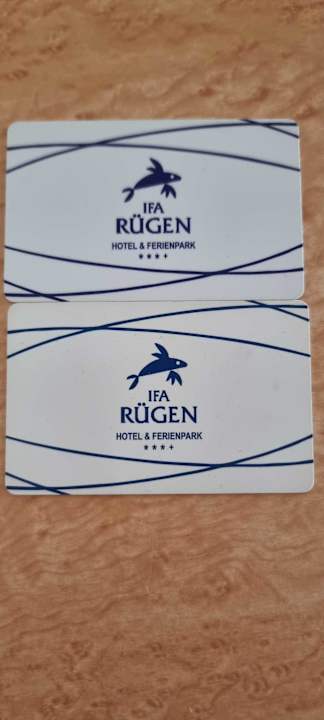 IFA
RÜGEN
HOTEL & FERIENPARK
***+
IFA
RÜGEN
HOTEL & FERIENPARK
***+